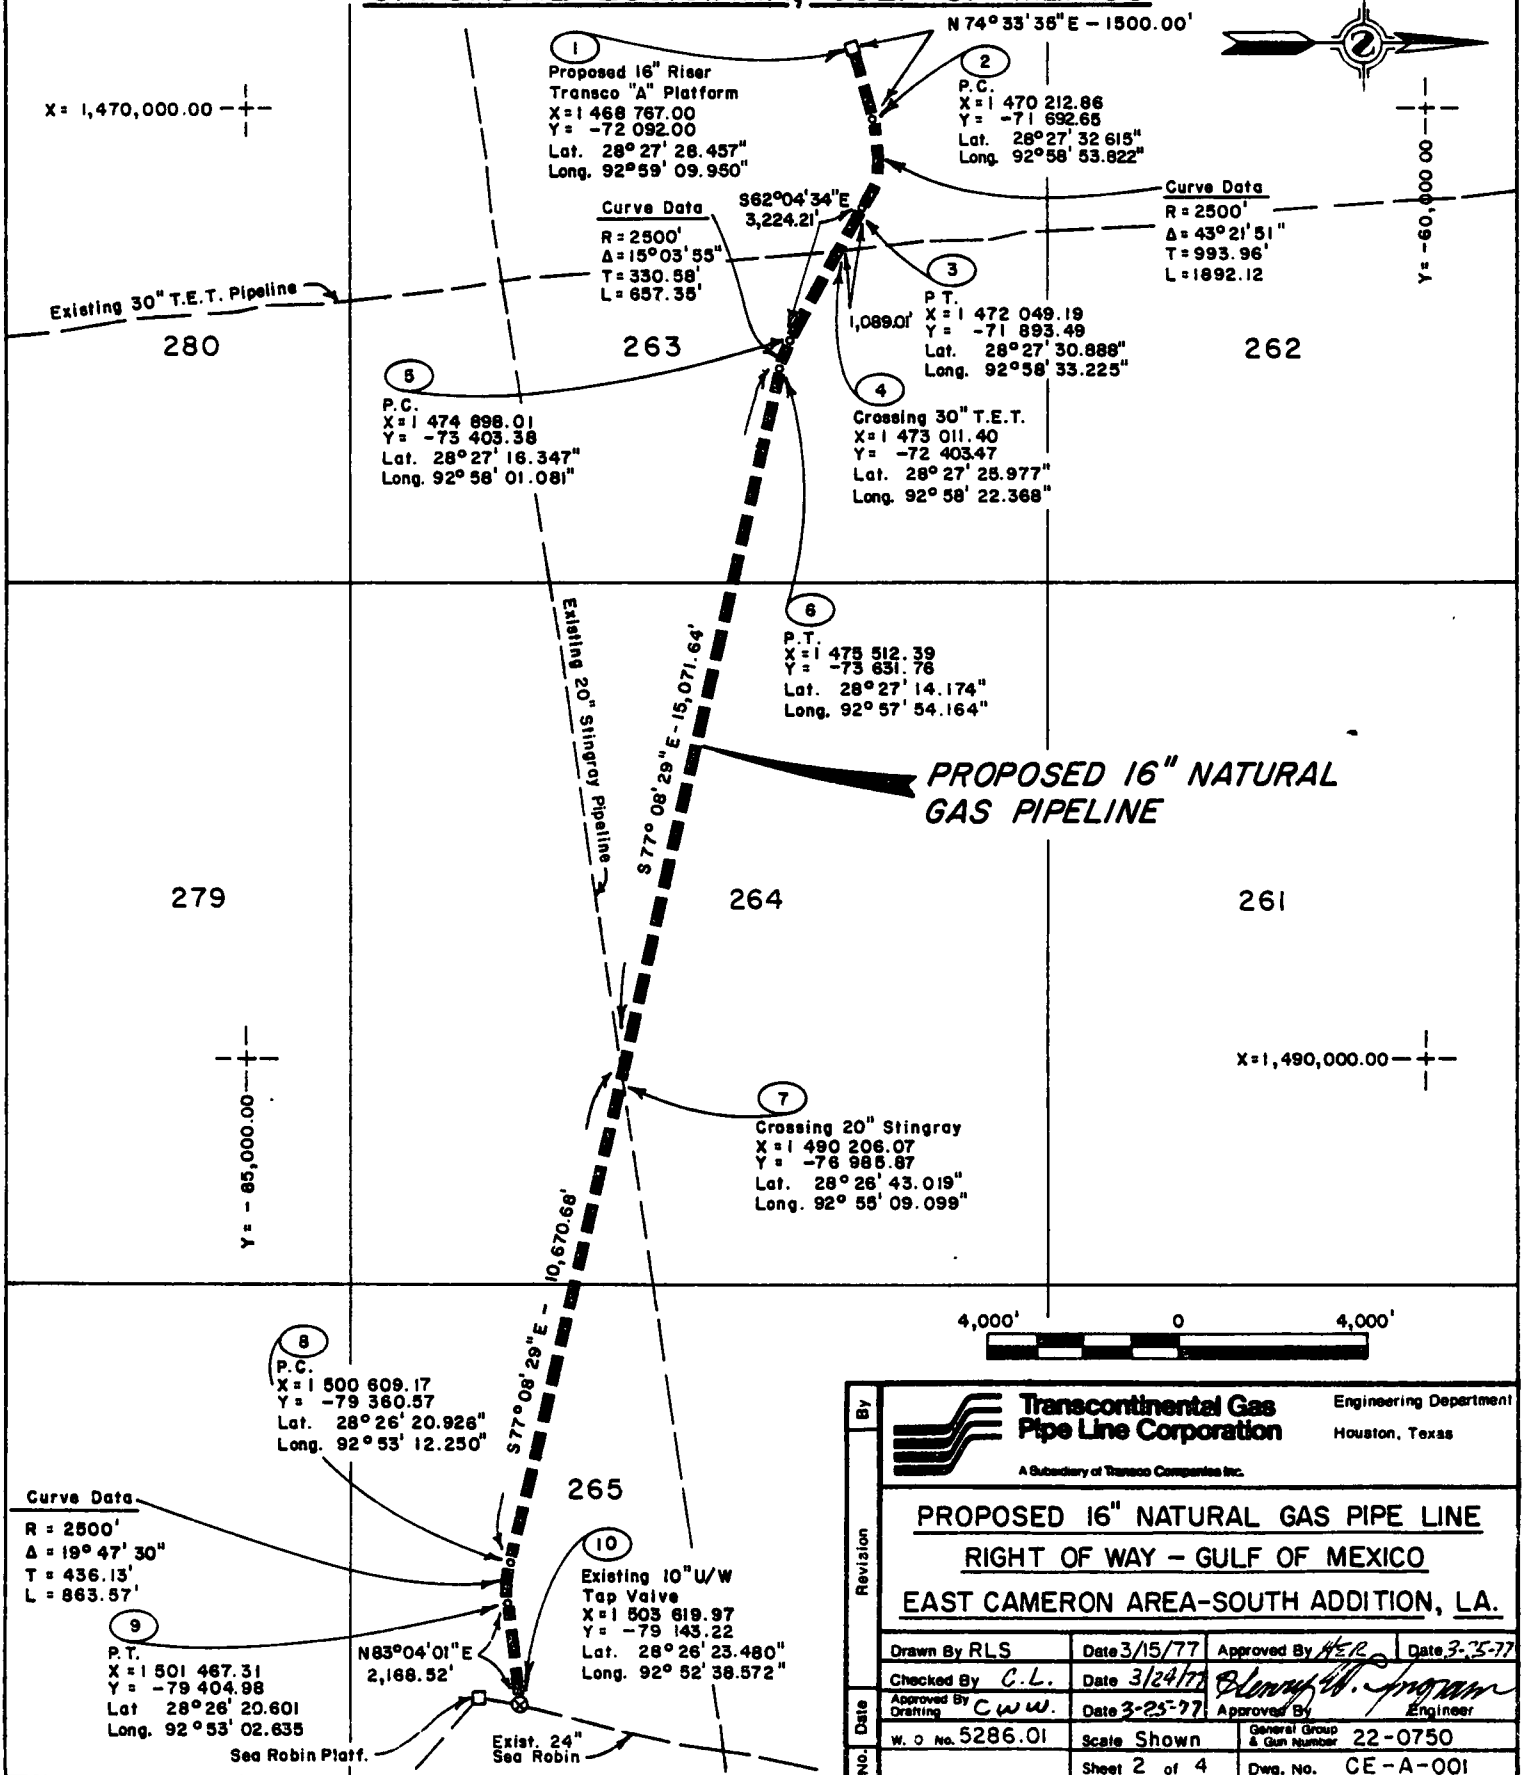 N 74° 33' 35" E - 1500.00'
1
Proposed 16" Riser
Transco "A" Platform
X = 1 468 767.00
Y = -72 092.00
Lat. 28° 27' 28.457"
Long. 92° 59' 09.950"
2
P.C.
X = 1 470 212.86
Y = -71 692.65
Lat. 28° 27' 32 615"
Long. 92° 58' 53.822"
X = 1,470,000.00
Y = -60,000 00
Curve Data
R = 2500'
Δ = 43° 21' 51"
T = 993.96'
L = 1892.12
S62° 04' 34" E
3,224.21'
Curve Data
R = 2500'
Δ = 15° 03' 55"
T = 330.58'
L = 657.35'
Existing 30" T.E.T. Pipeline
280
263
262
1,089.01'
3
P T.
X = 1 472 049.19
Y = -71 893.49
Lat. 28° 27' 30.888"
Long. 92° 58' 33.225"
4
Crossing 30" T.E.T.
X = 1 473 011.40
Y = -72 403.47
Lat. 28° 27' 25.977"
Long. 92° 58' 22.368"
5
P.C.
X = 1 474 898.01
Y = -73 403.38
Lat. 28° 27' 16.347"
Long. 92° 58' 01.081"
6
P.T.
X = 1 475 512.39
Y = -73 631.76
Lat. 28° 27' 14.174"
Long. 92° 57' 54.164"
Existing 20" Stingray Pipeline
S 77° 08' 29" E - 15,071.64'
PROPOSED 16" NATURAL
GAS PIPELINE
279
264
261
X = 1,490,000.00
Y = - 85,000.00
7
Crossing 20" Stingray
X = 1 490 206.07
Y = -76 985.87
Lat. 28° 26' 43.019"
Long. 92° 55' 09.099"
S 77° 08' 29" E - 10,670.68'
8
P.C.
X = 1 500 609.17
Y = -79 360.57
Lat. 28° 26' 20.926"
Long. 92° 53' 12.250"
265
Curve Data
R = 2500'
Δ = 19° 47' 30"
T = 436.13'
L = 863.57'
9
P.T.
X = 1 501 467.31
Y = -79 404.98
Lat 28° 26' 20.601
Long. 92° 53' 02.635
N83° 04' 01" E
2,168.52'
10
Existing 10" U/W
Tap Valve
X = 1 503 619.97
Y = -79 143.22
Lat. 28° 26' 23.480"
Long. 92° 52' 38.572"
Sea Robin Platf.
Exist. 24"
Sea Robin
4,000' 0 4,000'
By
Revision
Date
No.
Transcontinental Gas
Pipe Line Corporation
A Subsidiary of Transco Companies Inc.
Engineering Department
Houston, Texas
PROPOSED 16" NATURAL GAS PIPE LINE
RIGHT OF WAY - GULF OF MEXICO
EAST CAMERON AREA-SOUTH ADDITION, LA.
Drawn By RLS Date 3/15/77 Approved By HER Date 3-25-77
Checked By C.L. Date 3/24/77 Henry W. Ingram
Approved By Drafting CWW. Date 3-25-77 Approved By Engineer
W. O No. 5286.01 Scale Shown General Group & Gun Number 22-0750
Sheet 2 of 4 Dwg. No. CE-A-001